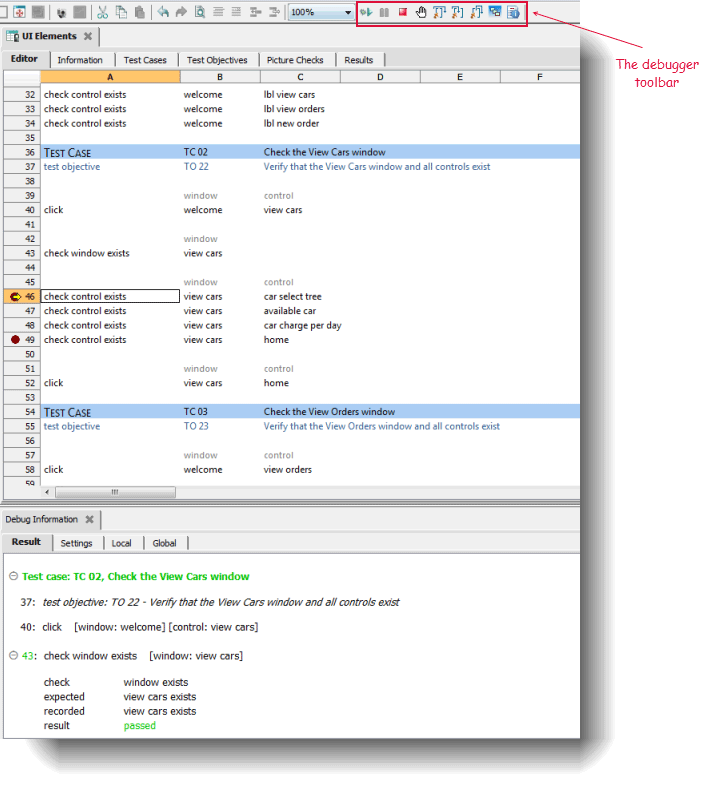 100%
The debugger
toolbar
UI Elements
Editor Information Test Cases Test Objectives Picture Checks Results
A B C D E F
32 check control exists welcome lbl view cars
33 check control exists welcome lbl view orders
34 check control exists welcome lbl new order
35
36 TEST CASE TC 02 Check the View Cars window
37 test objective TO 22 Verify that the View Cars window and all controls exist
38
39 window control
40 click welcome view cars
41
42 window
43 check window exists view cars
44
45 window control
46 check control exists view cars car select tree
47 check control exists view cars available car
48 check control exists view cars car charge per day
49 check control exists view cars home
50
51 window control
52 click view cars home
53
54 TEST CASE TC 03 Check the View Orders window
55 test objective TO 23 Verify that the View Orders window and all controls exist
56
57 window control
58 click welcome view orders
59
Debug Information
Result Settings Local Global
Test case: TC 02, Check the View Cars window
37: test objective: TO 22 - Verify that the View Cars window and all controls exist
40: click [window: welcome] [control: view cars]
43: check window exists [window: view cars]
check window exists
expected view cars exists
recorded view cars exists
result passed